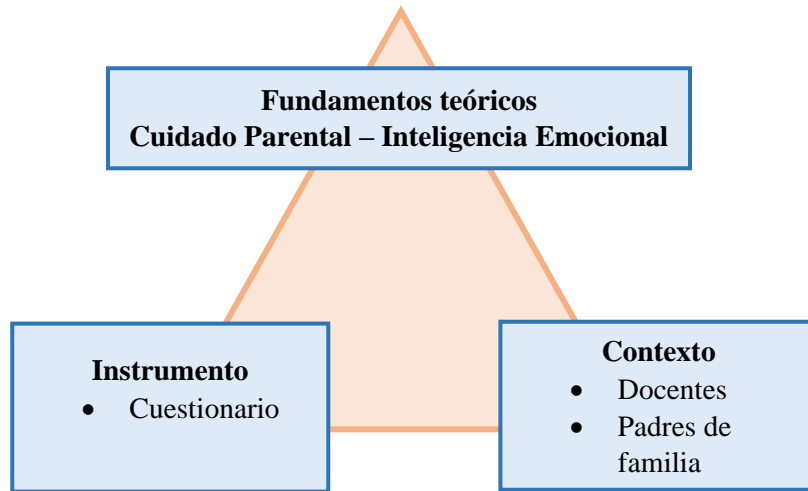 Fundamentos teóricos
Cuidado Parental – Inteligencia Emocional
Instrumento
• Cuestionario
Contexto
• Docentes
• Padres de
familia